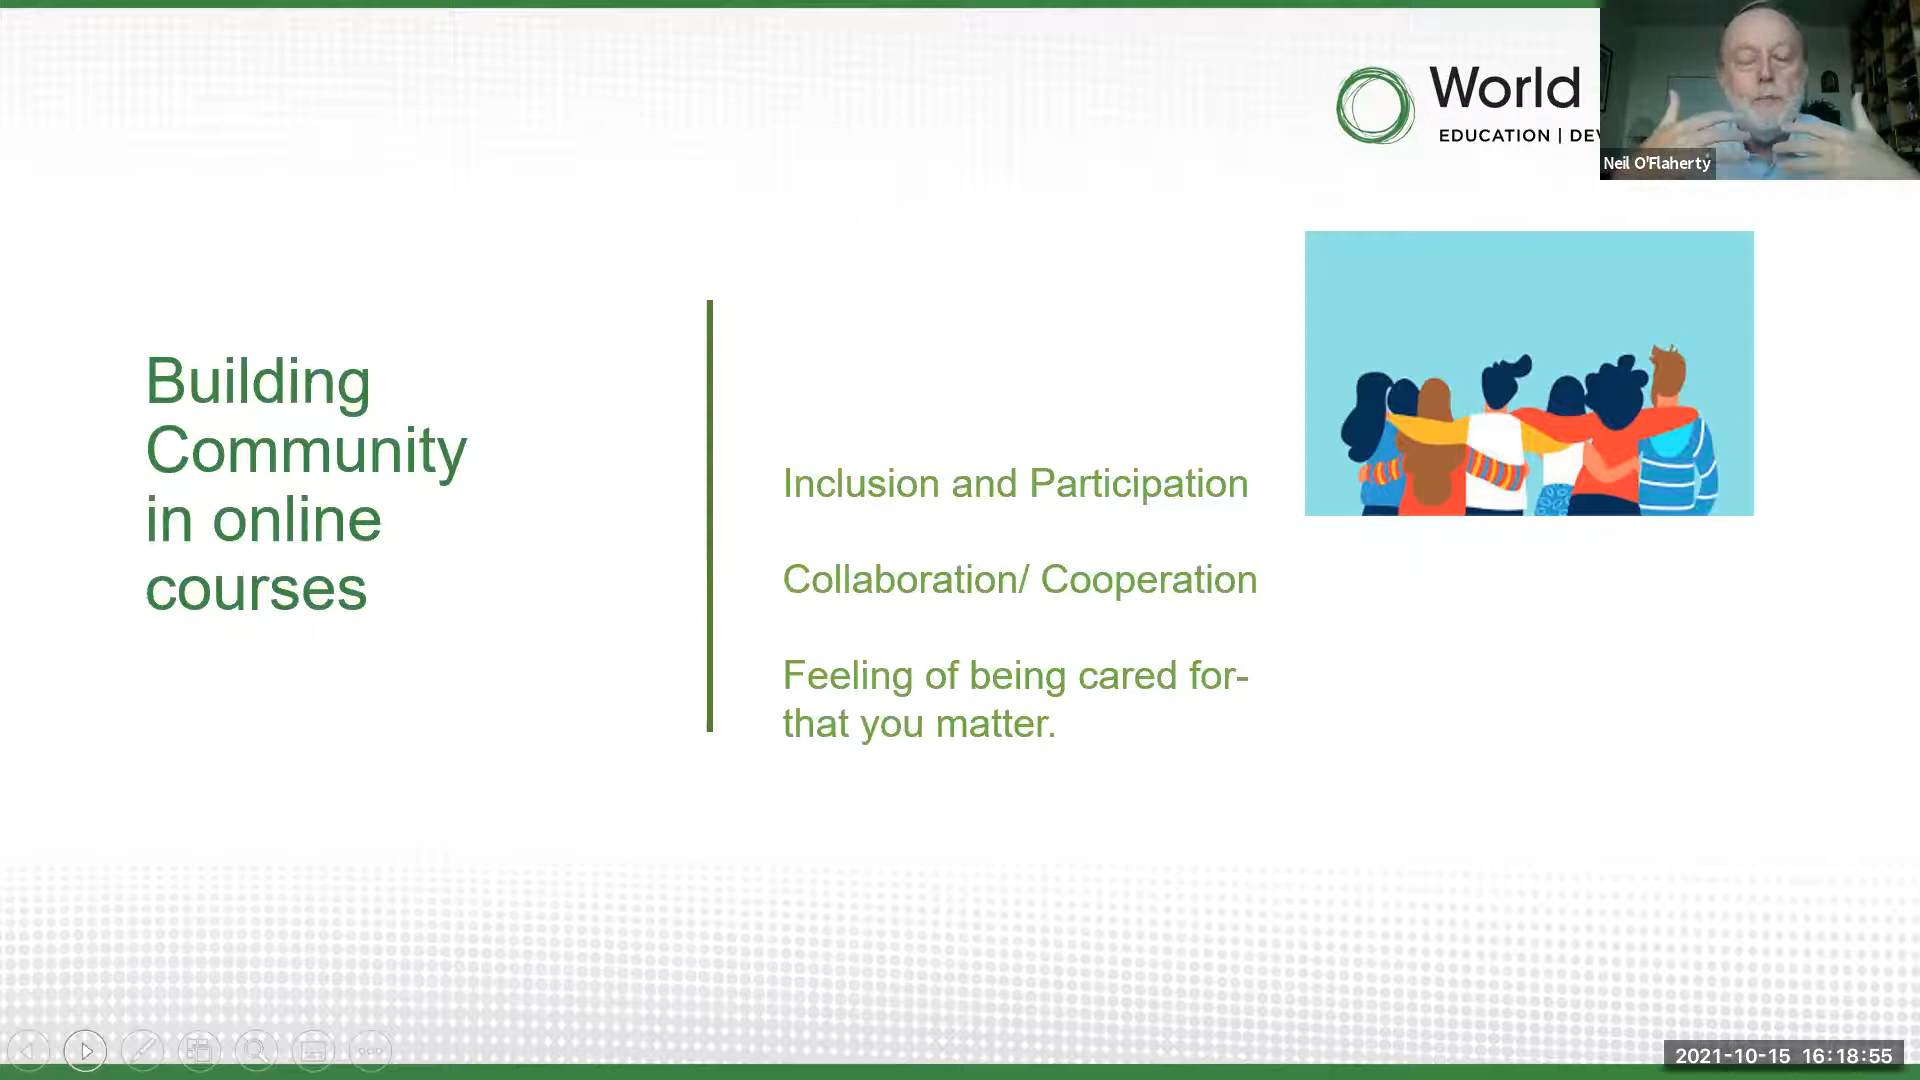 World
EDUCATION | DEV
Neil O'Flaherty
Building
Community
in online
courses
Inclusion and Participation
Collaboration/ Cooperation
Feeling of being cared for-
that you matter.
2021-10-15 16:18:55